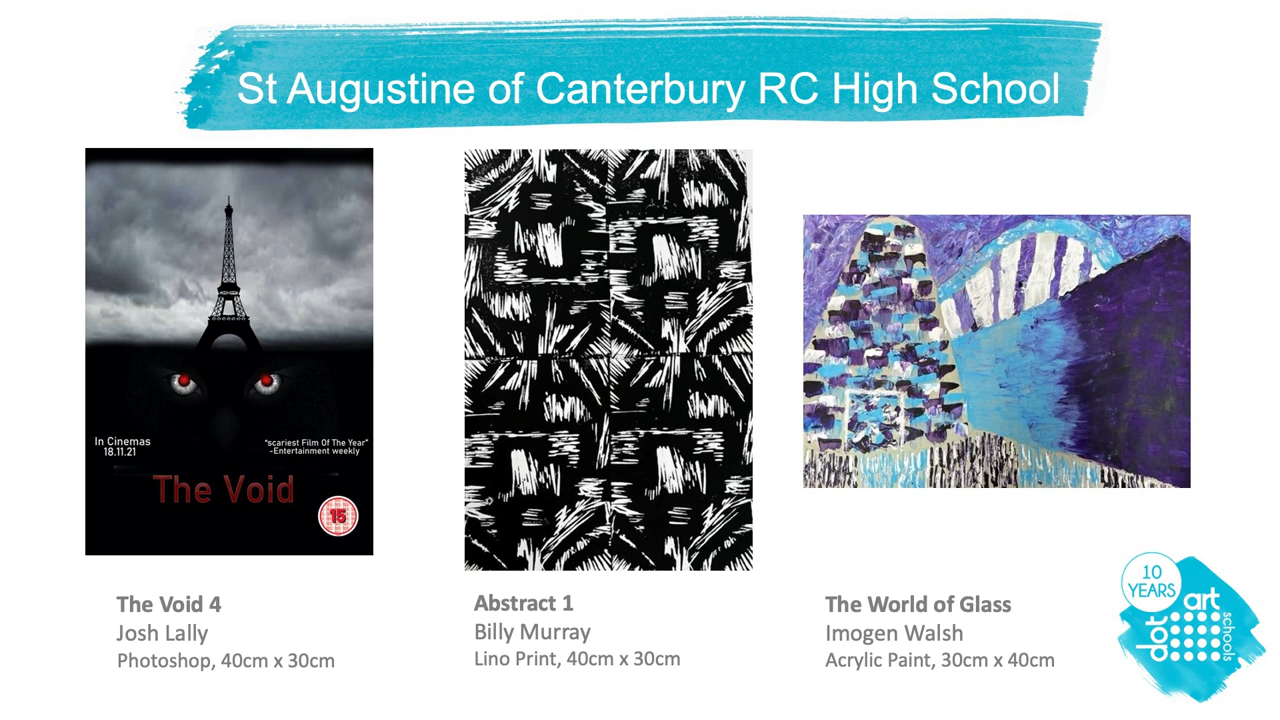 St Augustine of Canterbury RC High School
In Cinemas
18.11.21
"scariest Film Of The Year"
-Entertainment weekly
The Void
15
The Void 4
Josh Lally
Photoshop, 40cm x 30cm
Abstract 1
Billy Murray
Lino Print, 40cm x 30cm
The World of Glass
Imogen Walsh
Acrylic Paint, 30cm x 40cm
10
YEARS
dot
art
schools